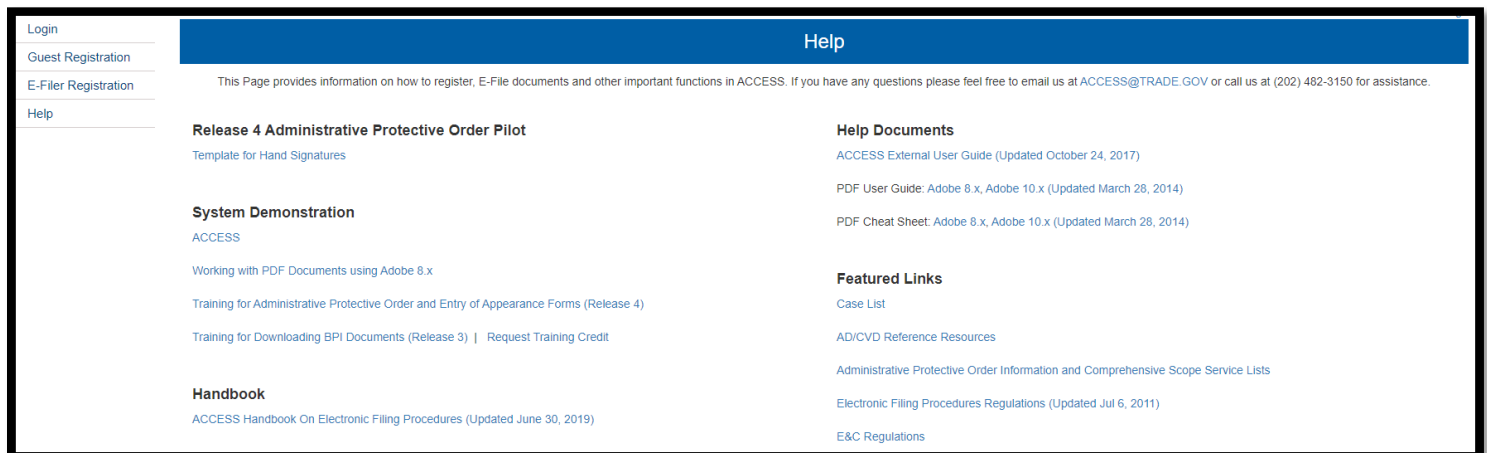 Login
Guest Registration
E-Filer Registration
Help
Help
This Page provides information on how to register, E-File documents and other important functions in ACCESS. If you have any questions please feel free to email us at ACCESS@TRADE.GOV or call us at (202) 482-3150 for assistance.
Release 4 Administrative Protective Order Pilot
Template for Hand Signatures
System Demonstration
ACCESS
Working with PDF Documents using Adobe 8.x
Training for Administrative Protective Order and Entry of Appearance Forms (Release 4)
Training for Downloading BPI Documents (Release 3) | Request Training Credit
Handbook
ACCESS Handbook On Electronic Filing Procedures (Updated June 30, 2019)
Help Documents
ACCESS External User Guide (Updated October 24, 2017)
PDF User Guide: Adobe 8.x, Adobe 10.x (Updated March 28, 2014)
PDF Cheat Sheet: Adobe 8.x, Adobe 10.x (Updated March 28, 2014)
Featured Links
Case List
AD/CVD Reference Resources
Administrative Protective Order Information and Comprehensive Scope Service Lists
Electronic Filing Procedures Regulations (Updated Jul 6, 2011)
E&C Regulations